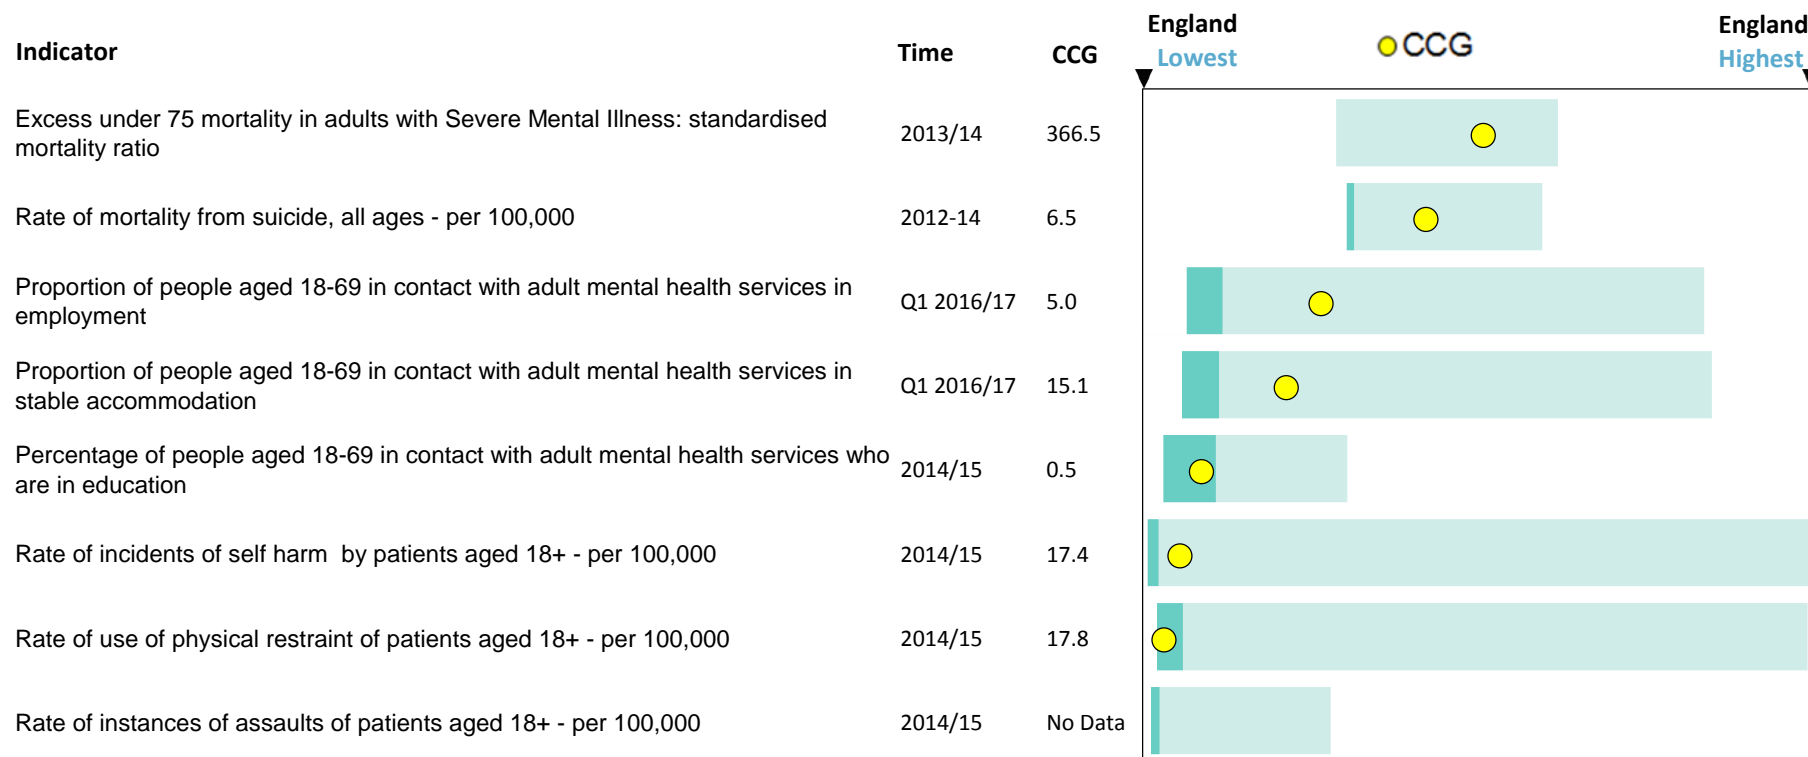 England England
Indicator Time CCG Lowest CCG Highest
Excess under 75 mortality in adults with Severe Mental Illness: standardised
mortality ratio
2013/14 366.5
Rate of mortality from suicide, all ages - per 100,000 2012-14 6.5
Proportion of people aged 18-69 in contact with adult mental health services in
employment
Q1 2016/17 5.0
Proportion of people aged 18-69 in contact with adult mental health services in
stable accommodation
Q1 2016/17 15.1
Percentage of people aged 18-69 in contact with adult mental health services who
are in education
2014/15 0.5
Rate of incidents of self harm  by patients aged 18+ - per 100,000 2014/15 17.4
Rate of use of physical restraint of patients aged 18+ - per 100,000 2014/15 17.8
Rate of instances of assaults of patients aged 18+ - per 100,000 2014/15 No Data